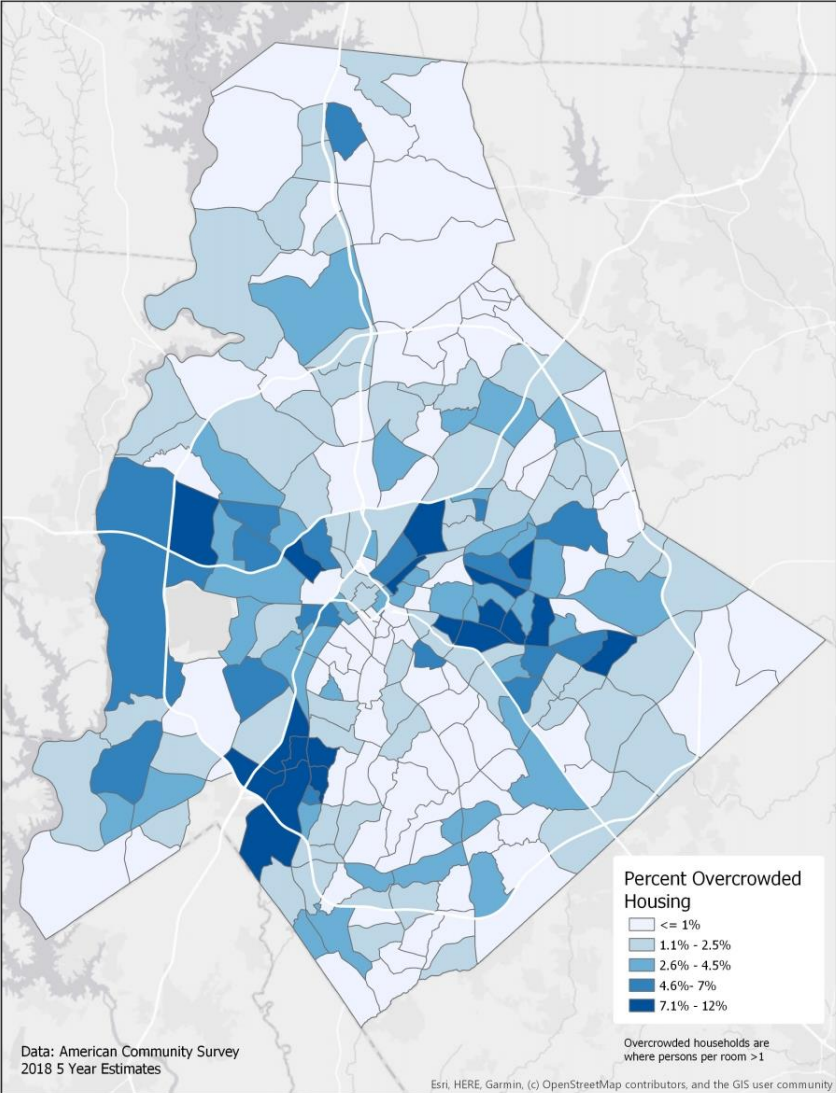 Percent Overcrowded
Housing
<= 1%
1.1% - 2.5%
2.6% - 4.5%
4.6%- 7%
7.1% - 12%
Overcrowded households are
where persons per room >1
Data: American Community Survey
2018 5 Year Estimates
Esri, HERE, Garmin, (c) OpenStreetMap contributors, and the GIS user community